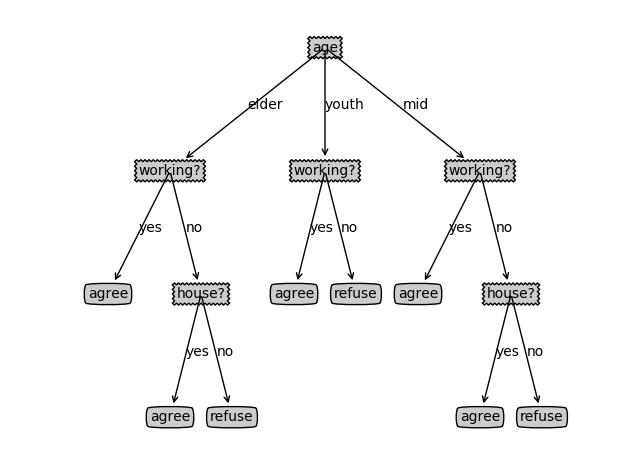 age
elder youth mid
working? working? working?
yes no yes no yes no
agree house? agree refuse agree house?
yes no yes no
agree refuse agree refuse